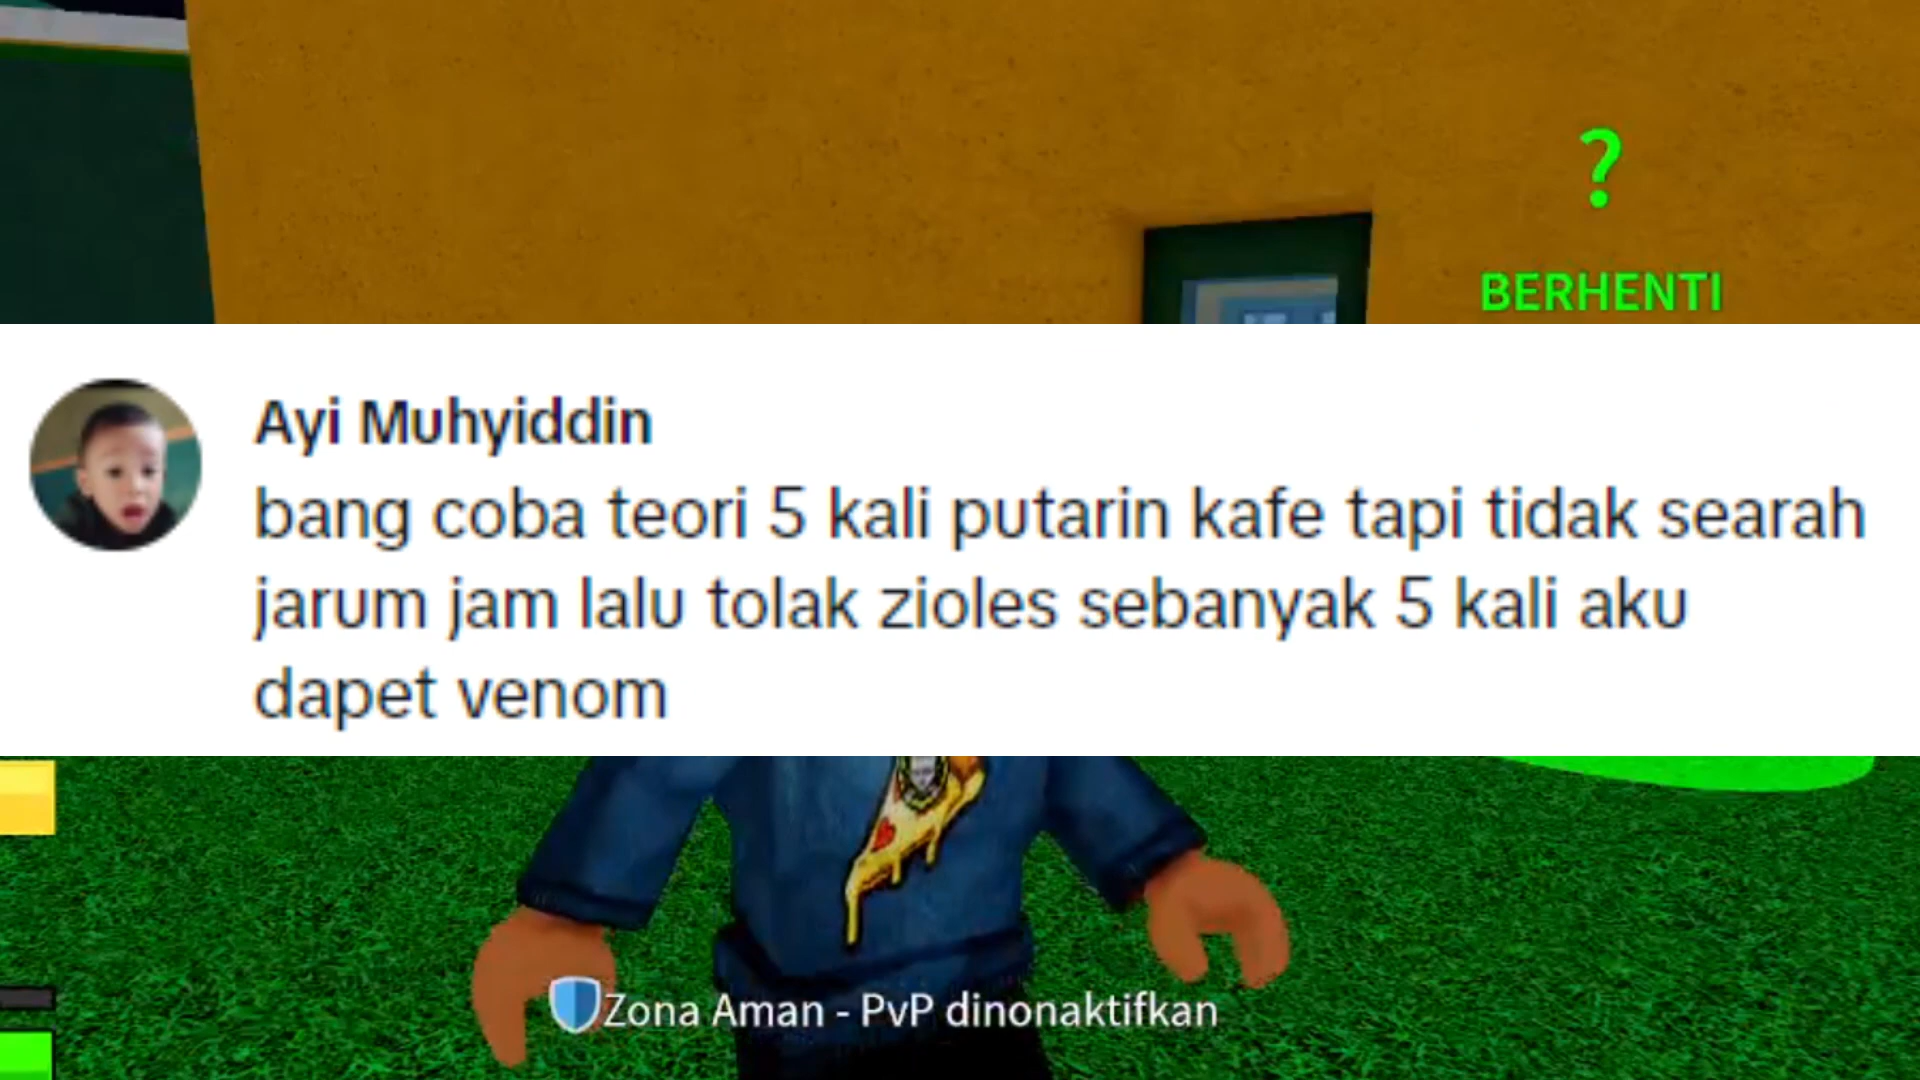 ?
BERHENTI
Ayi Muhyiddin
bang coba teori 5 kali putarin kafe tapi tidak searah
jarum jam lalu tolak zioles sebanyak 5 kali aku
dapet venom
Zona Aman - PvP dinonaktifkan